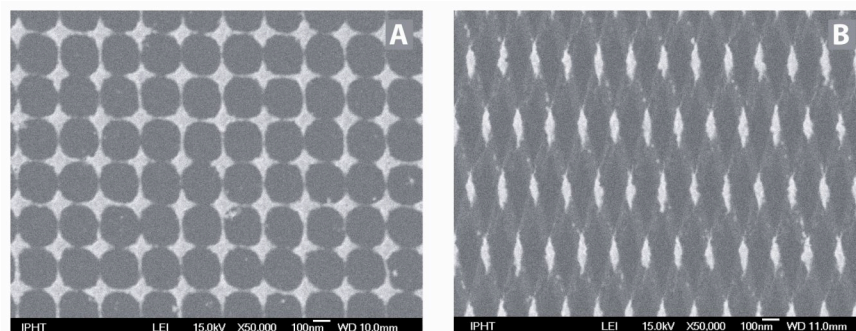 A
B
IPHT LEI 15.0kV X50,000 100nm WD 10.0mm
IPHT LEI 15.0kV X50,000 100nm WD 11.0mm